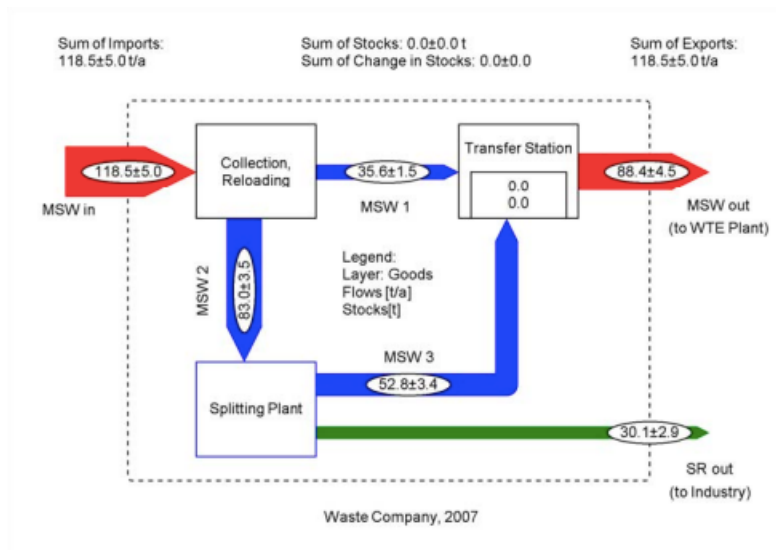 Sum of Imports:
118.5±5.0 t/a
Sum of Stocks: 0.0±0.0 t
Sum of Change in Stocks: 0.0±0.0
Sum of Exports:
118.5±5.0 t/a
118.5±5.0
MSW in
Collection,
Reloading
35.6±1.5
MSW 1
Transfer Station
0.0
0.0
88.4±4.5
MSW out
(to WTE Plant)
MSW 2
83.0±3.5
Legend:
Layer: Goods
Flows [t/a]
Stocks[t]
MSW 3
52.8±3.4
Splitting Plant
30.1±2.9
SR out
(to Industry)
Waste Company, 2007